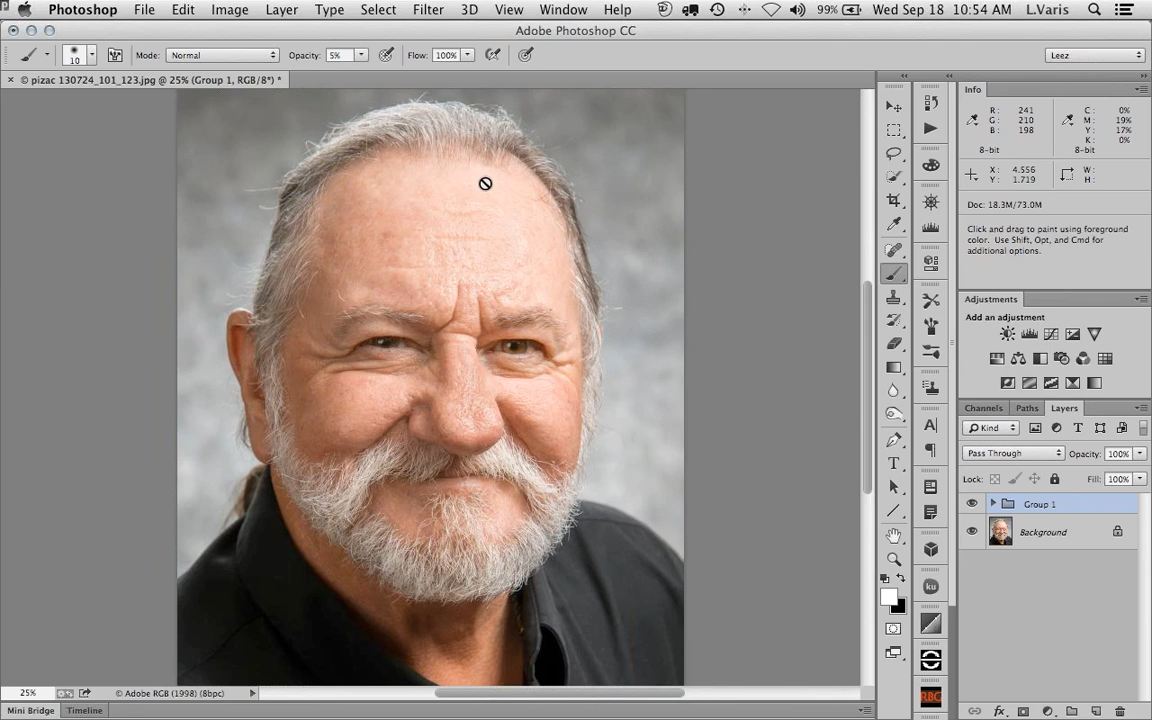 Photoshop File Edit Image Layer Type Select Filter 3D View Window Help 99% Wed Sep 18 10:54 AM L.Varis
Adobe Photoshop CC
10 Mode: Normal Opacity: 5% Flow: 100% Leez
× © pizac 130724_101_123.jpg @ 25% (Group 1, RGB/8*) *
Info
R: 241 C: 0%
G: 210 M: 19%
B: 198 Y: 17%
K: 0%
8-bit 8-bit
X: 4.556 W:
Y: 1.719 H:
Doc: 18.3M/73.0M
Click and drag to paint using foreground
color. Use Shift, Opt, and Cmd for
additional options.
Adjustments
Add an adjustment
Channels Paths Layers
Kind
Pass Through Opacity: 100%
Lock: Fill: 100%
Group 1
Background
A
T
ku
RBG
25% © Adobe RGB (1998) (8bpc)
Mini Bridge Timeline
fx